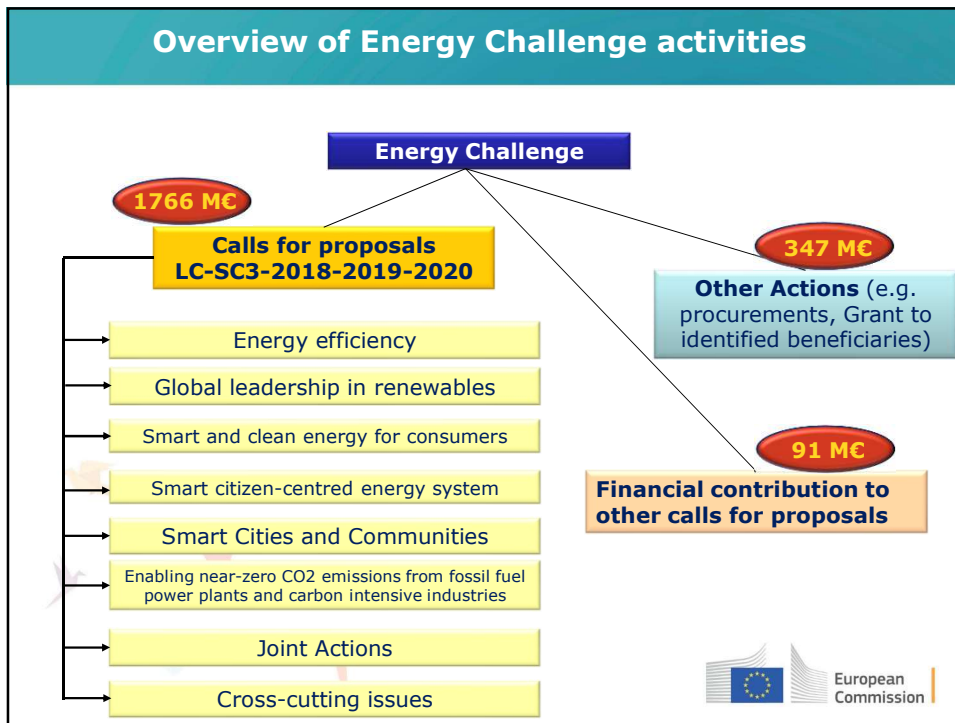 Overview of Energy Challenge activities
Energy Challenge
1766 M€
Calls for proposals
LC-SC3-2018-2019-2020
347 M€
Other Actions (e.g.
procurements, Grant to
identified beneficiaries)
Energy efficiency
Global leadership in renewables
Smart and clean energy for consumers
91 M€
Smart citizen-centred energy system
Financial contribution to
other calls for proposals
Smart Cities and Communities
Enabling near-zero CO2 emissions from fossil fuel
power plants and carbon intensive industries
Joint Actions
Cross-cutting issues
European
Commission